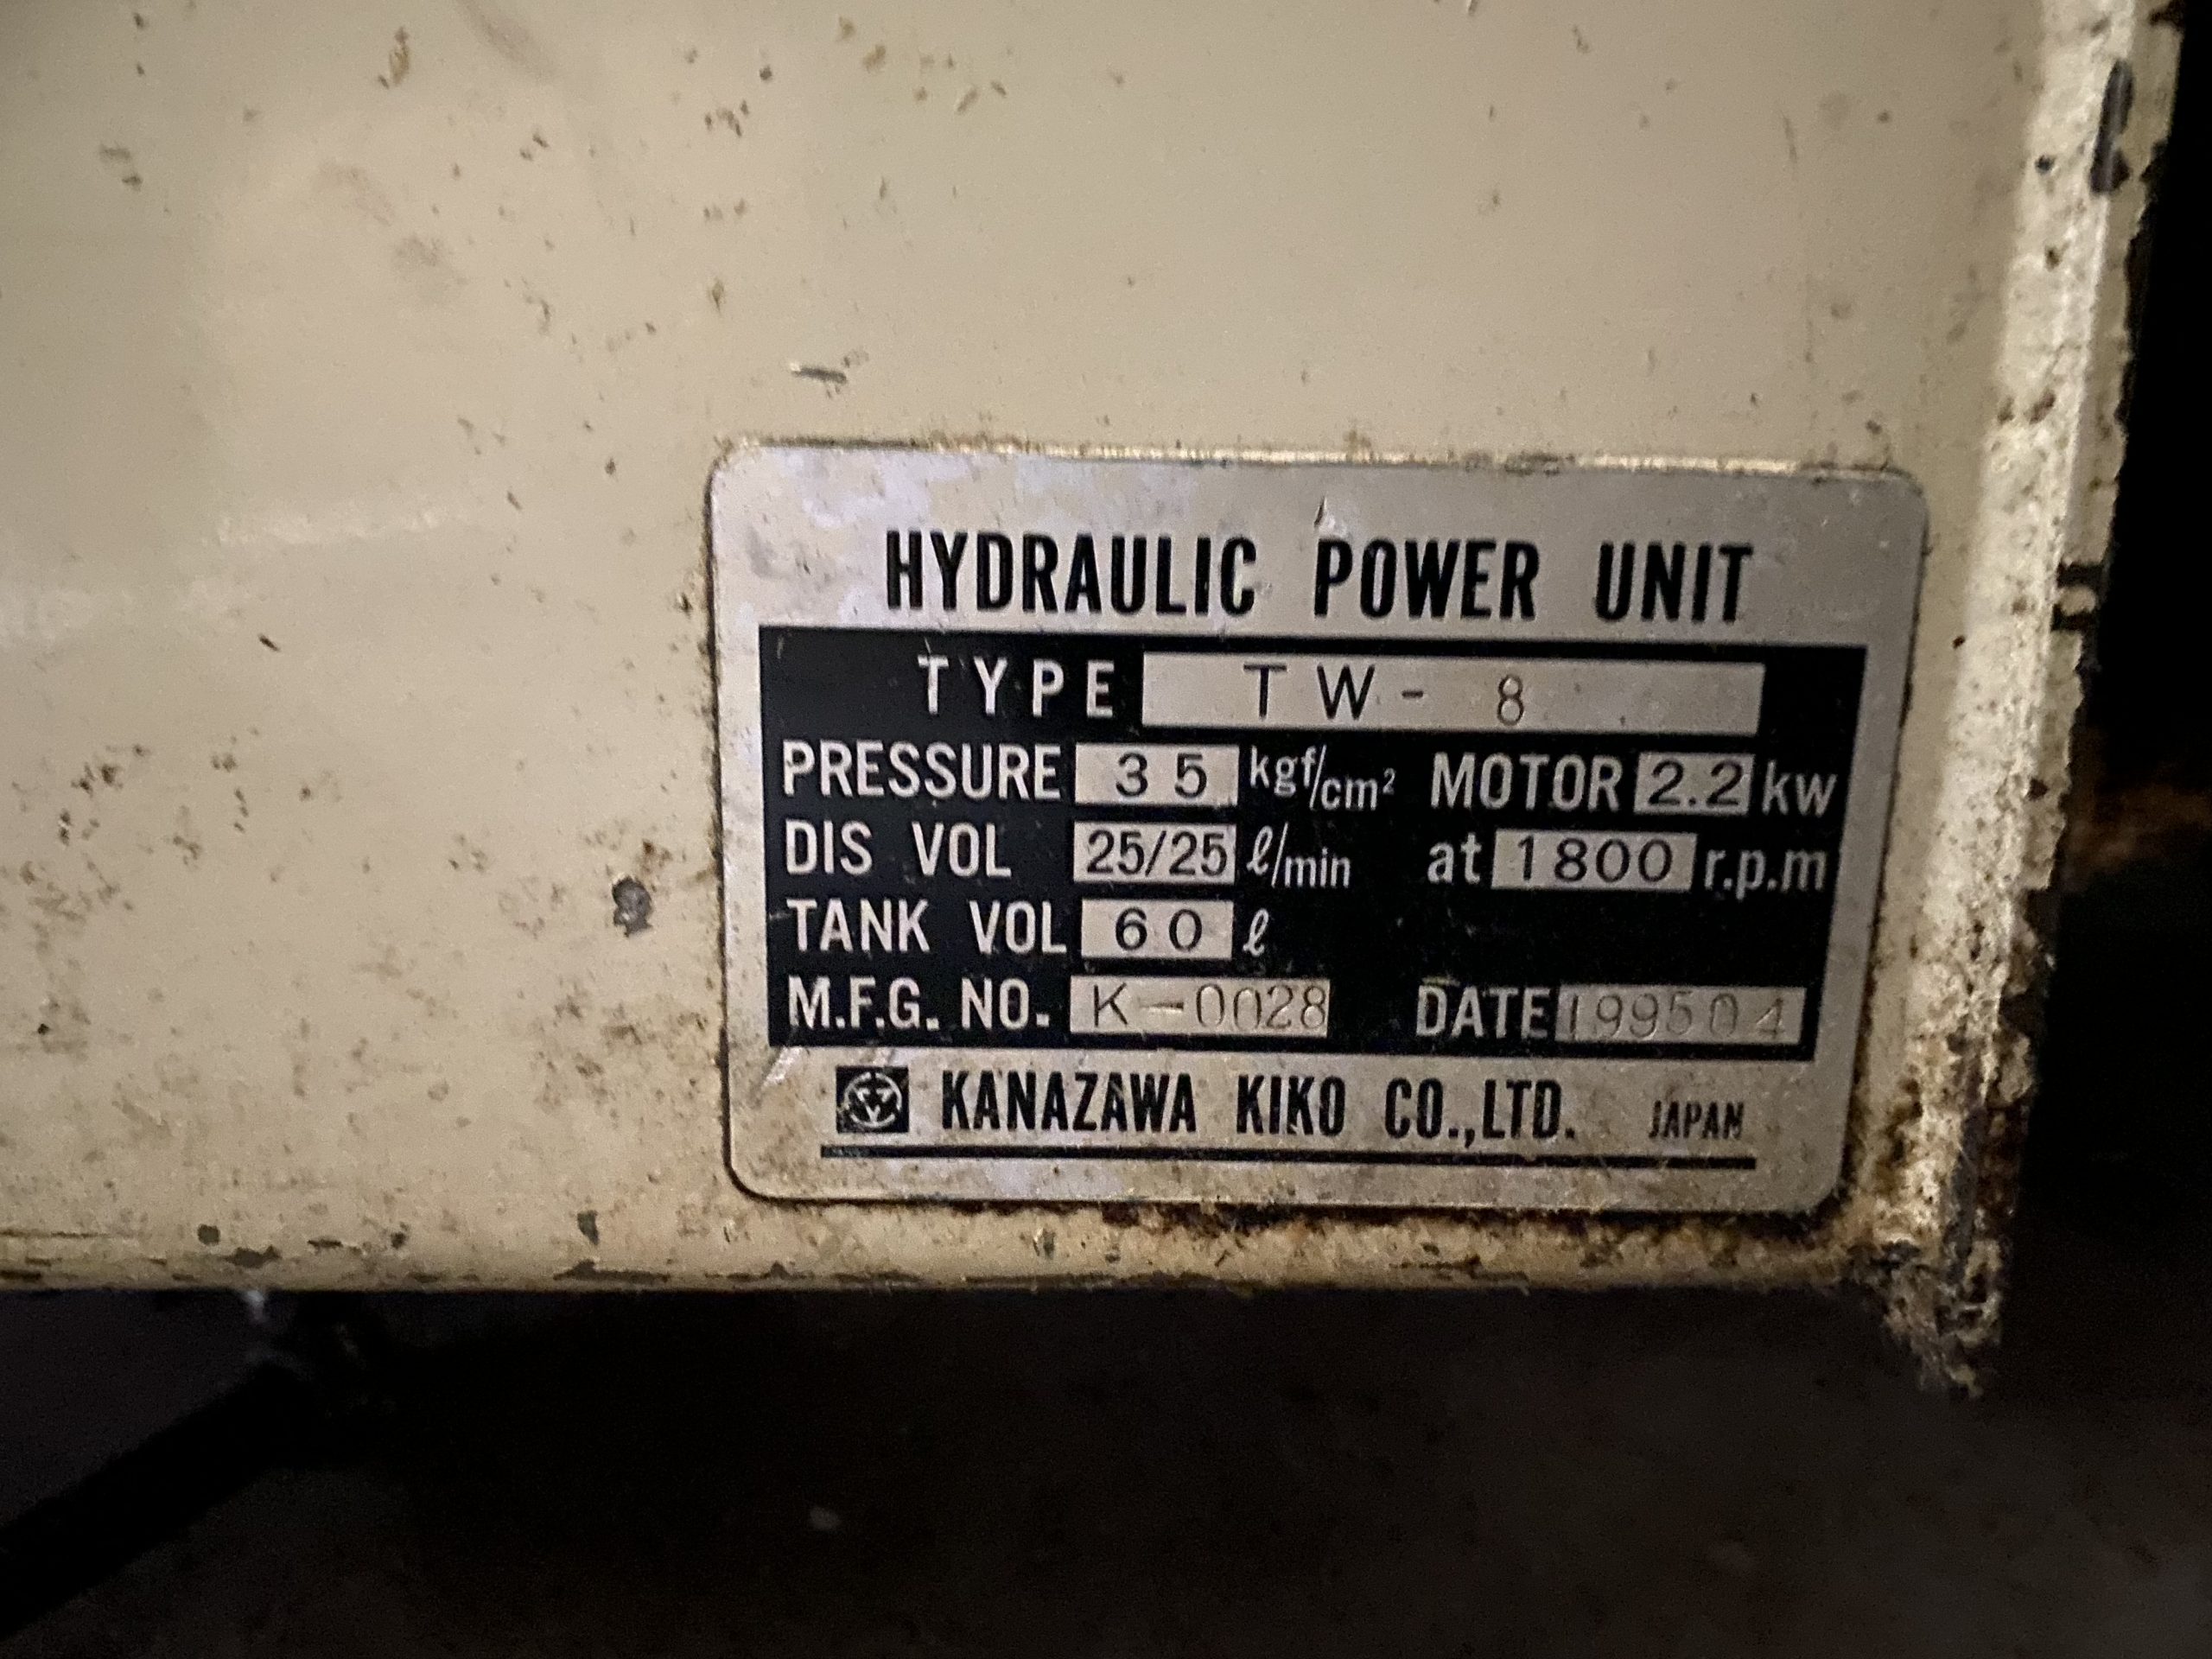 HYDRAULIC POWER UNIT
TYPE TW- 8
PRESSURE 35 kgf/cm² MOTOR 2.2 kw
DIS VOL 25/25 ℓ/min at 1800 r.p.m
TANK VOL 60 ℓ
M.F.G. NO. K-0028 DATE 199504
KANAZAWA KIKO CO.,LTD. JAPAN